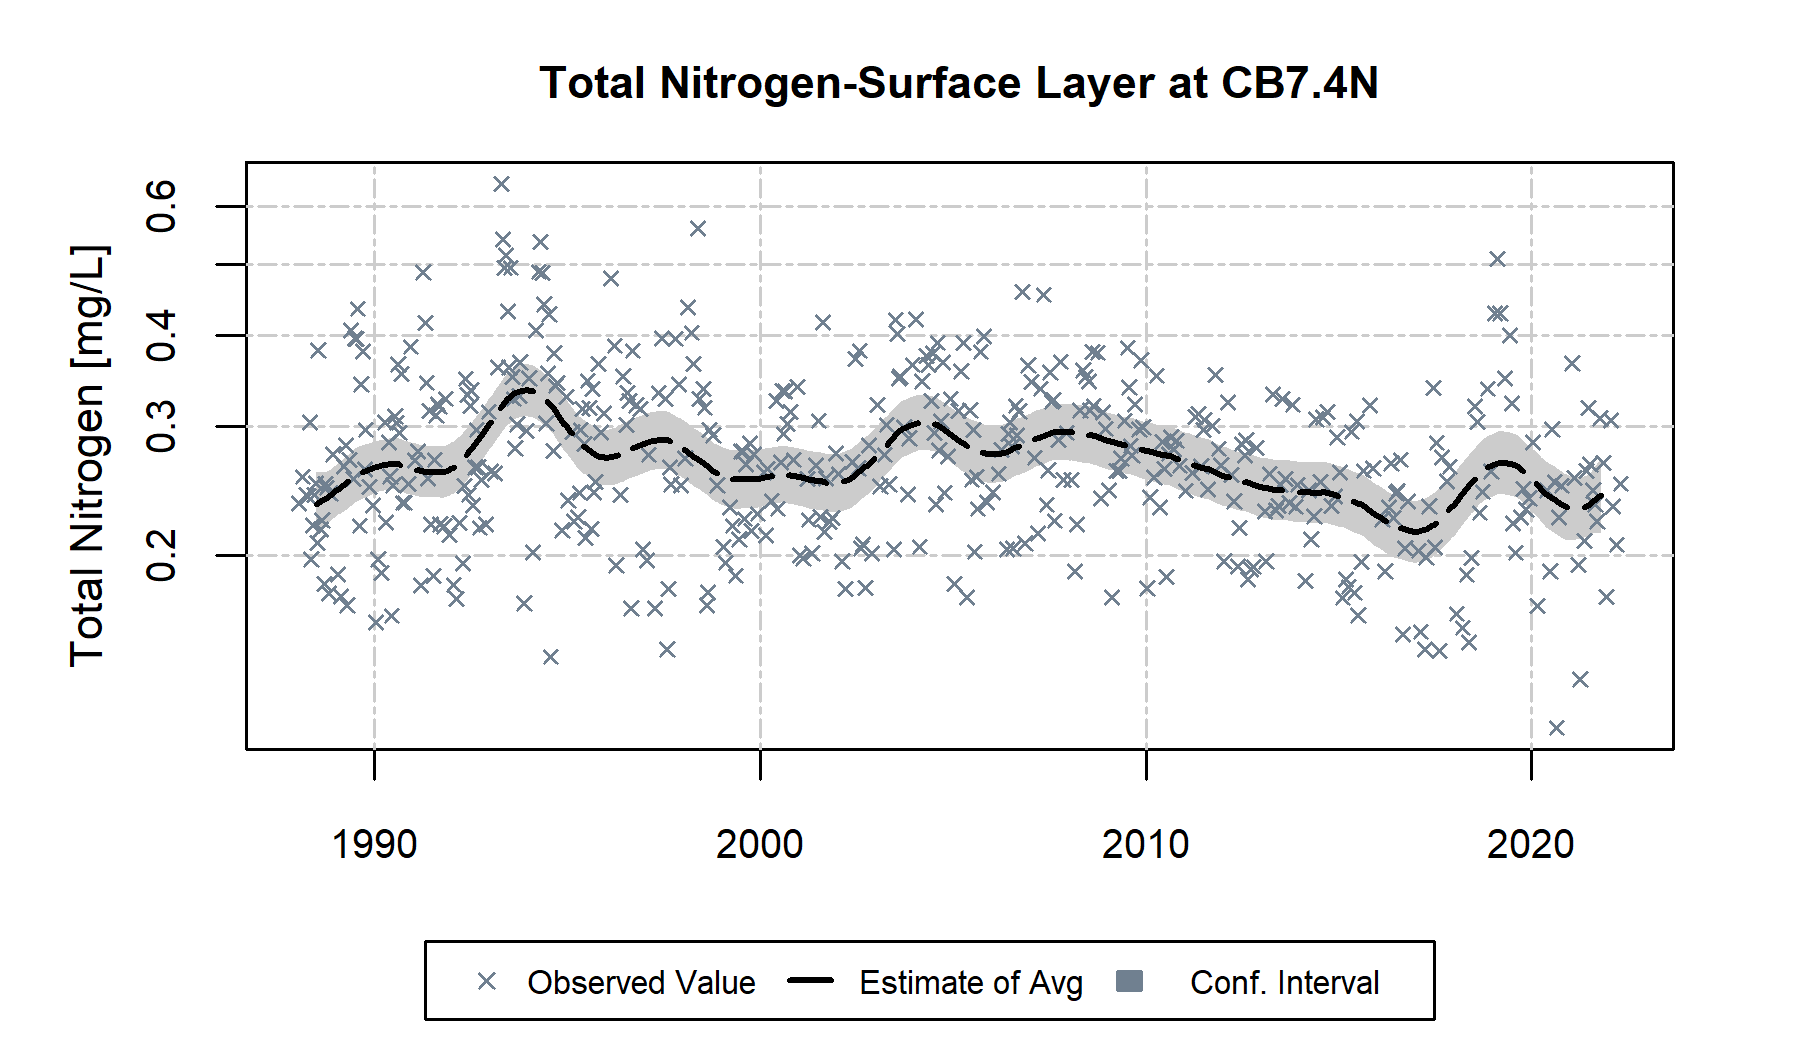 Total Nitrogen-Surface Layer at CB7.4N
Total Nitrogen [mg/L]
0.6
0.4
0.3
0.2
1990 2000 2010 2020
Observed Value Estimate of Avg Conf. Interval